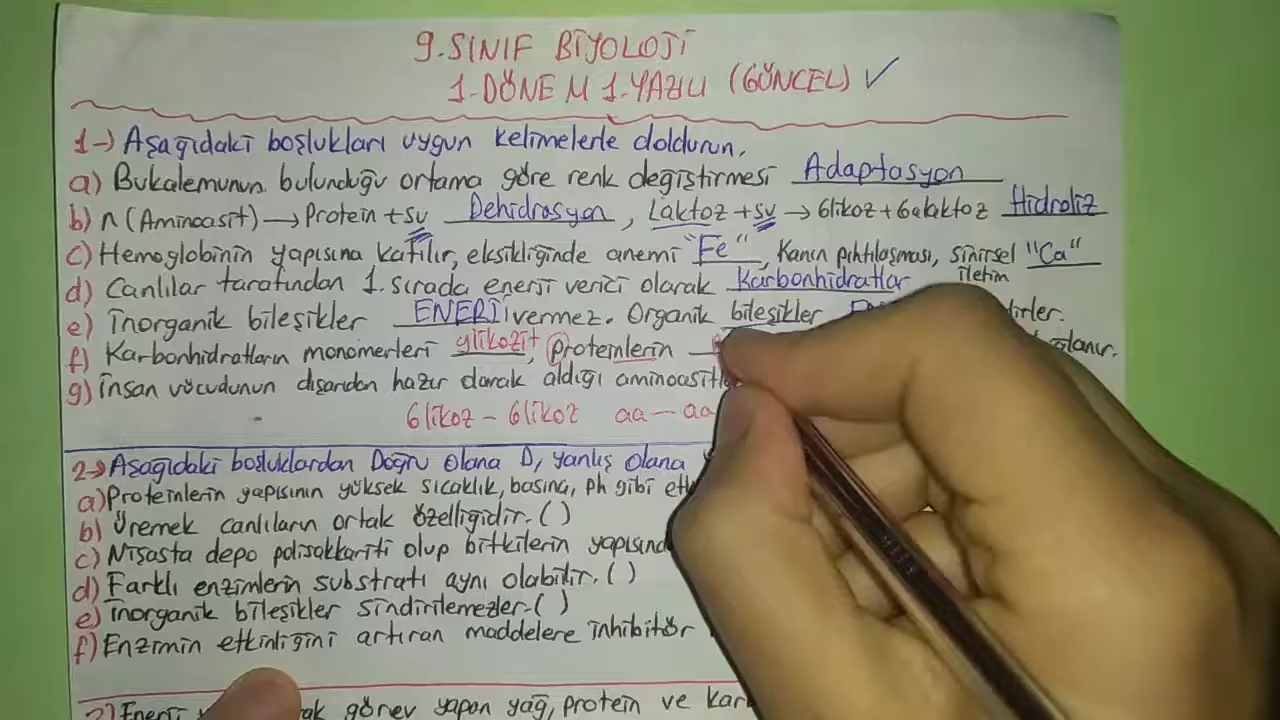 9.SINIF BİYOLOJİ
1.DÖNEM 1.YAZILI (GÜNCEL) ✓
1-) Aşağıdaki boşlukları uygun kelimelerle doldurun.
a) Bukalemunun bulunduğu ortama göre renk değiştirmesi Adaptasyon
b) n(Aminoasit) → Protein + su Dehidrasyon, Laktoz + su → Glikoz + Galaktoz Hidroliz
c) Hemoglobinin yapısına katılır, eksikliğinde anemi "Fe", Kanın pıhtılaşması, sinirsel iletim "Ca"
d) Canlılar tarafından 1. sırada enerji verici olarak Karbonhidratlar
e) İnorganik bileşikler ENERJİ vermez. Organik bileşikler
f) Karbonhidratların monomerleri glikozit, proteinlerin
g) İnsan vücudunun dışarıdan hazır olarak aldığı
Glikoz - Glikoz aa - aa
2-) Aşağıdaki boşluklardan Doğru olana D, yanlış olana
a) Proteinlerin yapısının yüksek sıcaklık, basınç, ph gibi
b) Üremek canlıların ortak özelliğidir. ( )
c) Nişasta depo polisakkariti olup bitkilerin
d) Farklı enzimlerin substratı aynı olabilir. ( )
e) İnorganik bileşikler sindirilemezler. ( )
f) Enzimin etkinliğini artıran maddelere inhibitör
görev yapan yağ, protein ve